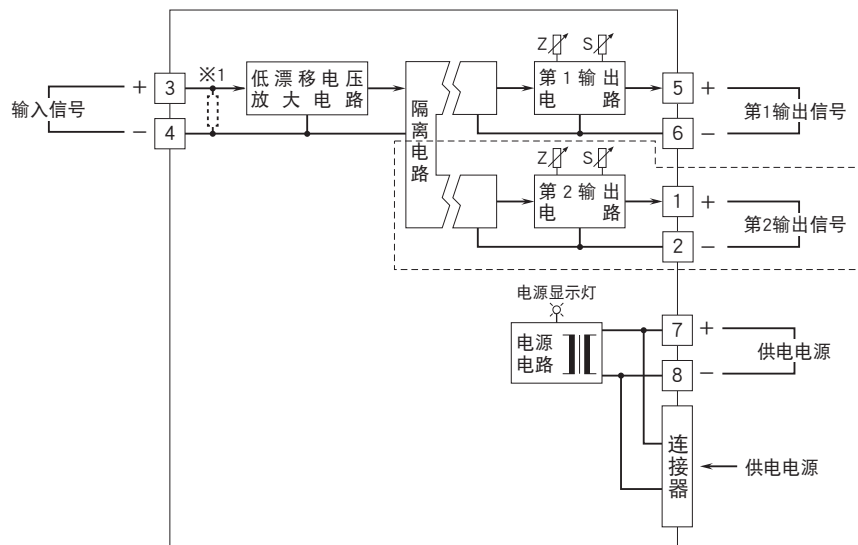 Z S
※1
低漂移电压
放大电路
第1输出
电路
+ 3
5 +
输入信号
第1输出信号
- 4
6 -
隔离电路
Z S
第2输出
电路
1 +
第2输出信号
2 -
电源显示灯
电源
电路
7 +
供电电源
8 -
连接器
供电电源